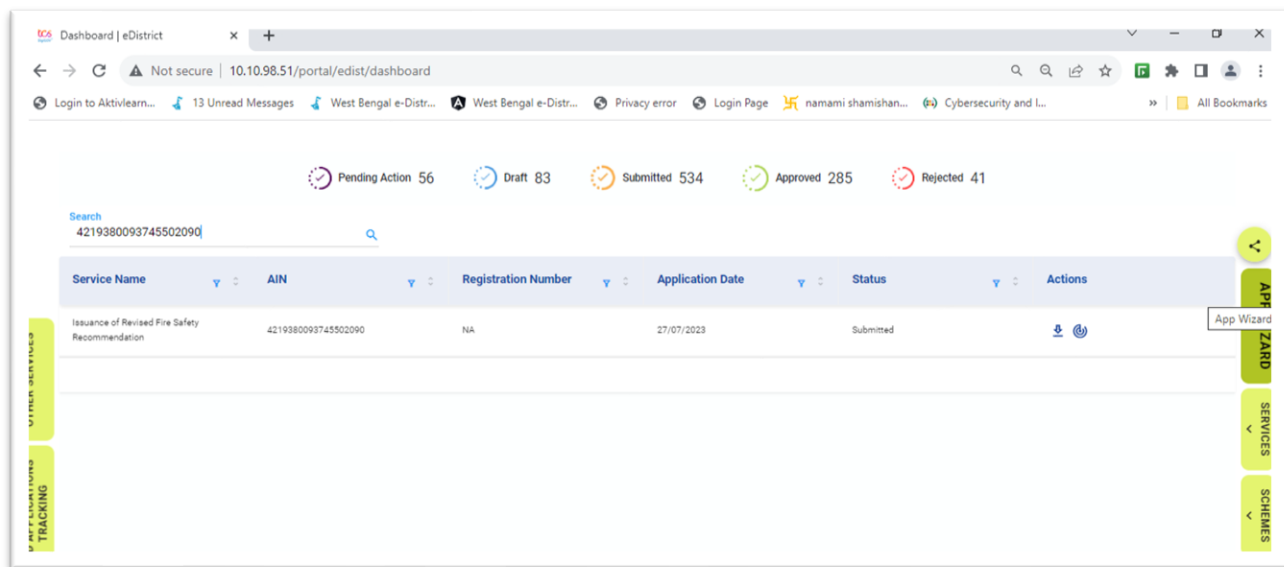 Dashboard | eDistrict
Not secure | 10.10.98.51/portal/edist/dashboard
Login to Aktivlearn... 13 Unread Messages West Bengal e-Distr... West Bengal e-Distr... Privacy error Login Page namami shamishan... Cybersecurity and I... » All Bookmarks
Pending Action 56 Draft 83 Submitted 534 Approved 285 Rejected 41
Search
4219380093745502090
Service Name AIN Registration Number Application Date Status Actions
Issuance of Revised Fire Safety
Recommendation
4219380093745502090 NA 27/07/2023 Submitted
App Wizard
SERVICES
SCHEMES
OTHER SERVICES
APPLICATIONS
TRACKING